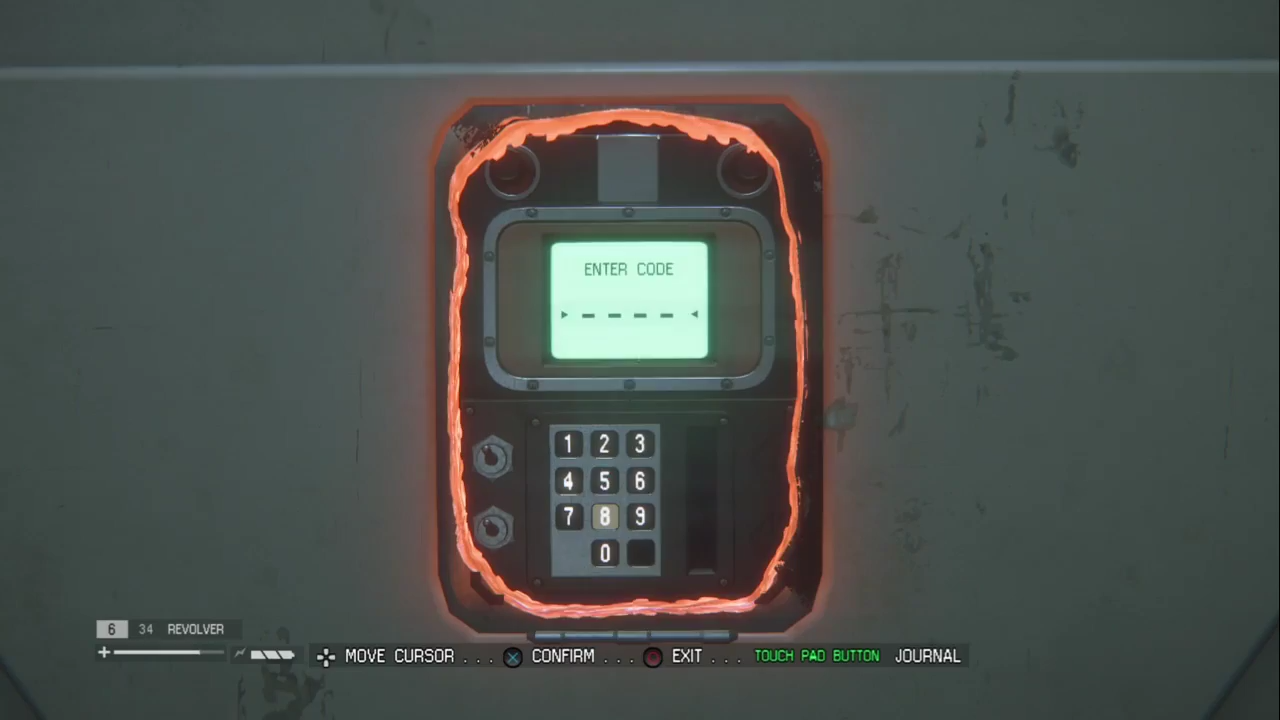 ENTER CODE
▸ – – – – ◂
1 2 3
4 5 6
7 8 9
0
6 34 REVOLVER
MOVE CURSOR . . . CONFIRM . . . EXIT . . . TOUCH PAD BUTTON JOURNAL